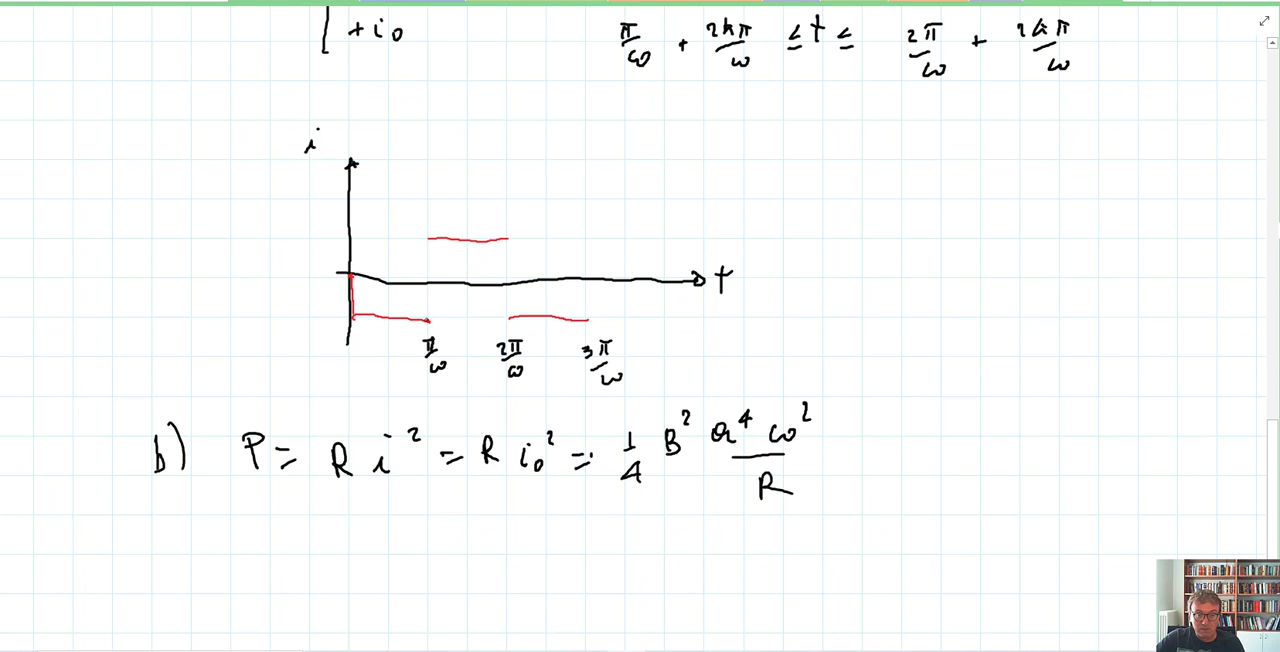 + i₀ π/ω + 2kπ/ω ≤ t ≤ 2π/ω + 2kπ/ω
i
t
π/ω 2π/ω 3π/ω
b) P = R i² = R i₀² = 1/4 B² a⁴ ω²/R